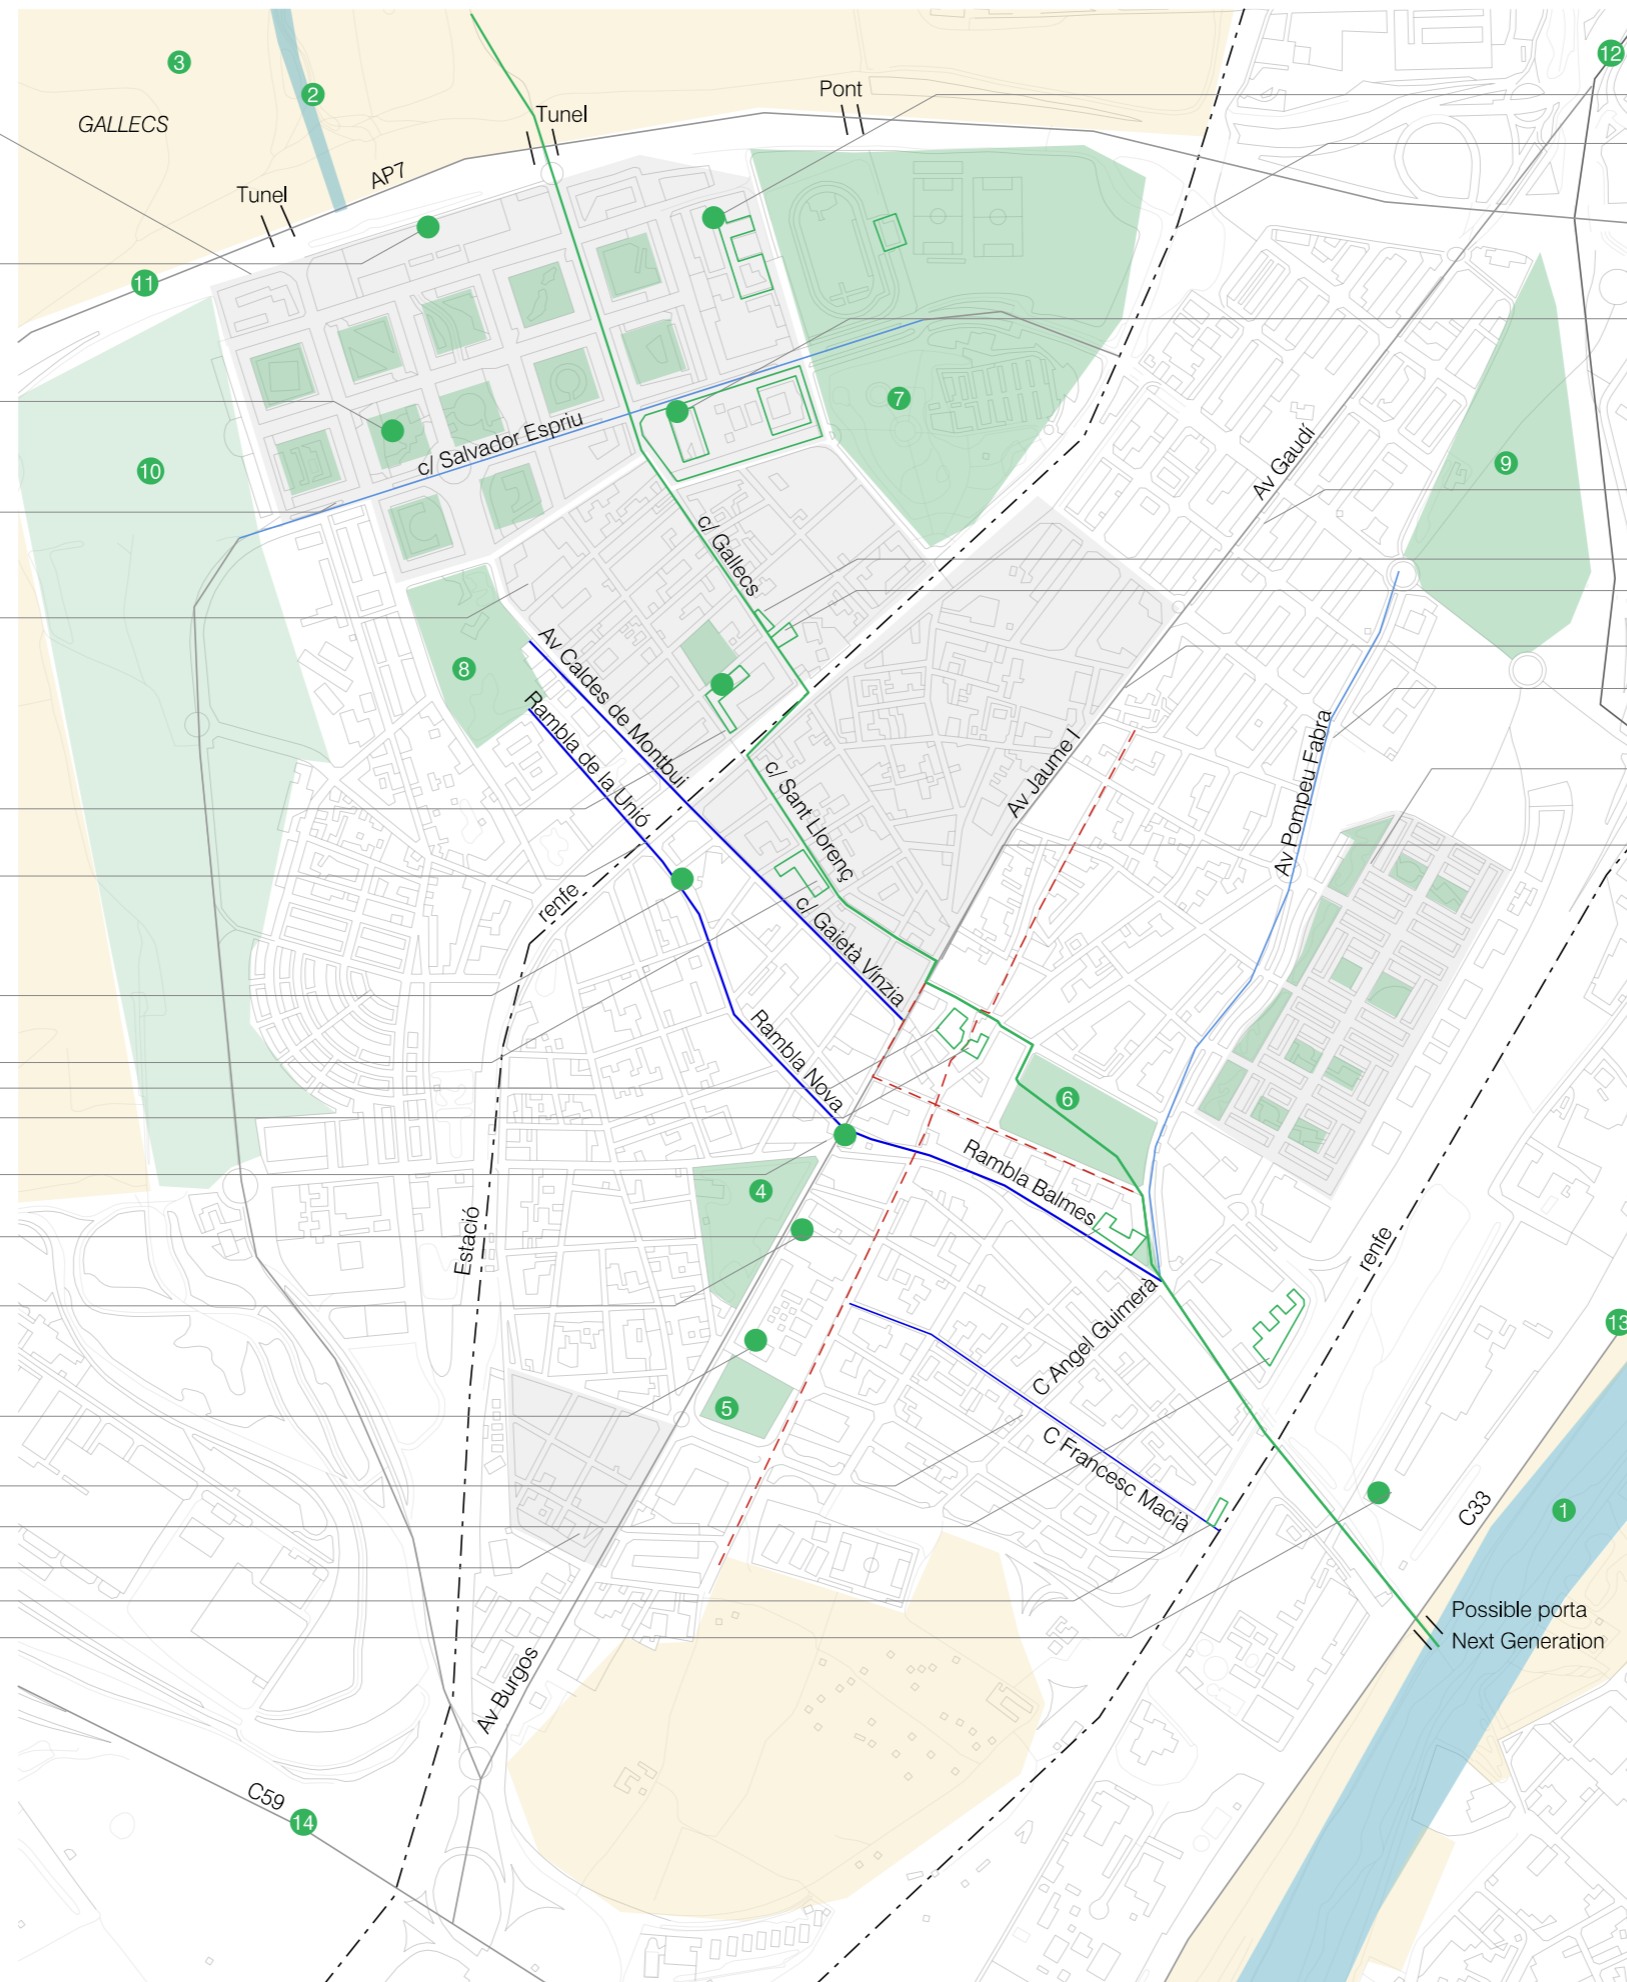 12
3
2
Pont
Tunel
GALLECS
AP7
Tunel
11
7
c/ Salvador Espriu
Av Gaudí
9
10
c/ Gallecs
8
Av Caldes de Montbui
Rambla de la Unió
Av Jaume I
Av Pompeu Fabra
c/ Sant Llorenç
renfe
c/ Gaietà Vínzia
Rambla Nova
6
Rambla Balmes
4
Estació
renfe
C Angel Guimerà
13
5
C Francesc Macià
C33
1
Possible porta
Next Generation
Av Burgos
C59
14